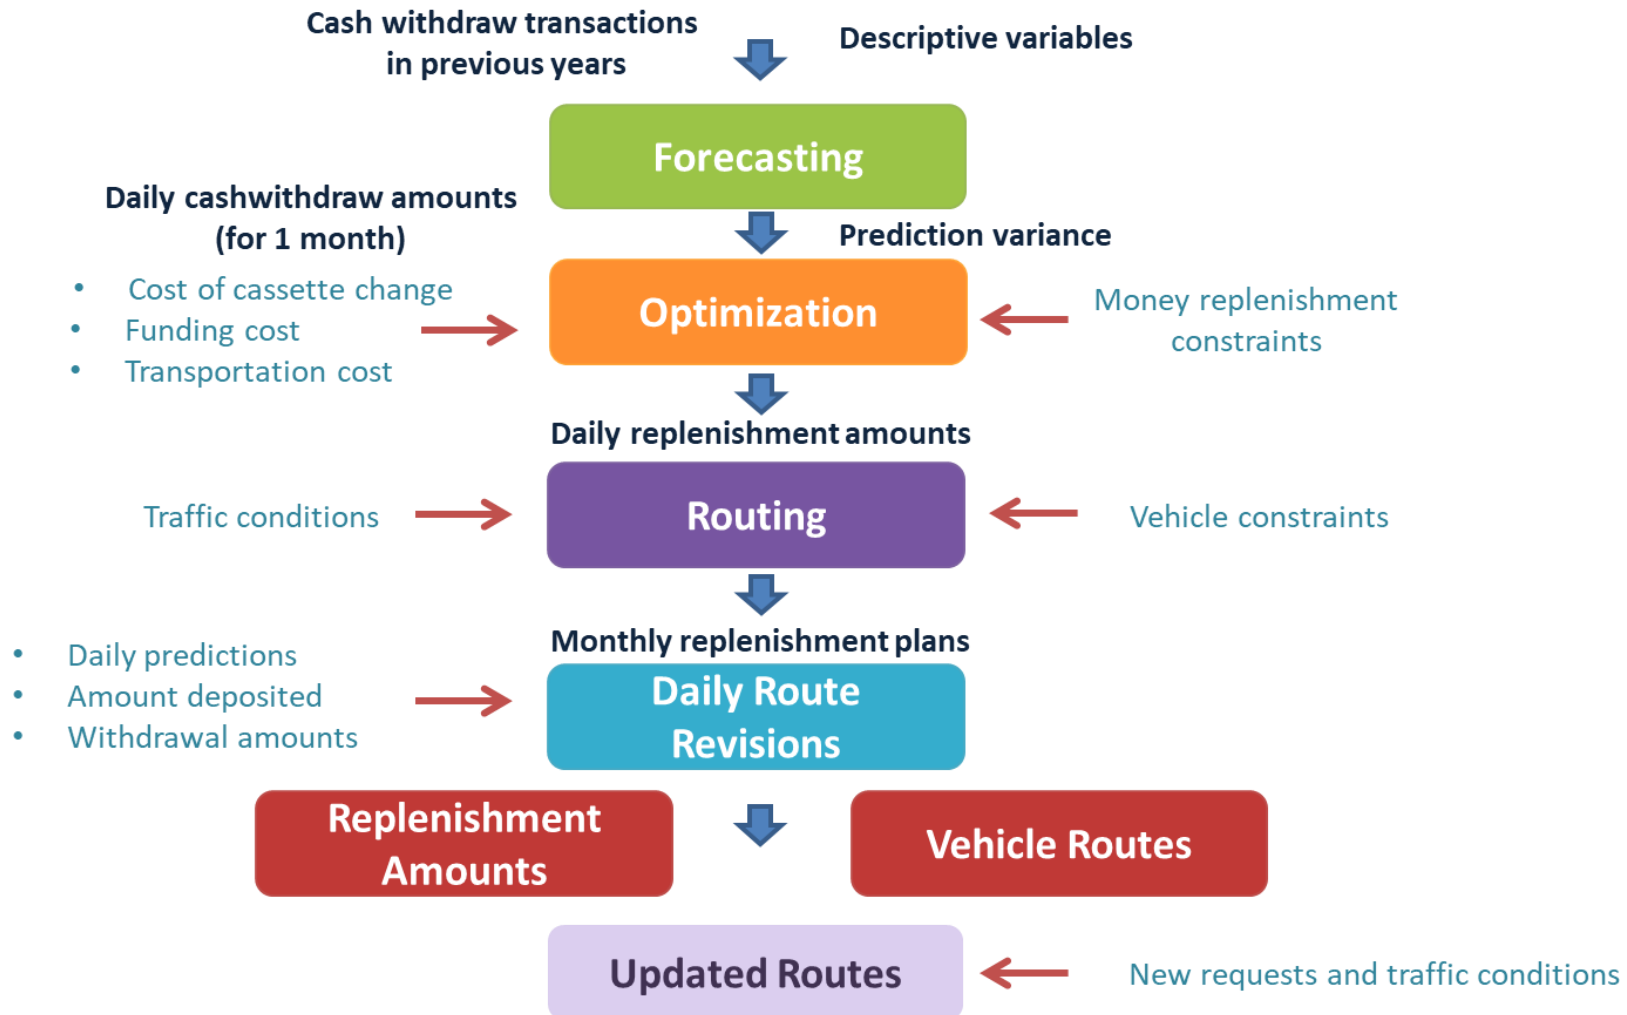 Cash withdraw transactions
in previous years
Descriptive variables
Forecasting
Daily cashwithdraw amounts
(for 1 month)
Prediction variance
• Cost of cassette change
• Funding cost
• Transportation cost
Optimization
Money replenishment
constraints
Daily replenishment amounts
Traffic conditions
Routing
Vehicle constraints
Monthly replenishment plans
• Daily predictions
• Amount deposited
• Withdrawal amounts
Daily Route
Revisions
Replenishment
Amounts
Vehicle Routes
Updated Routes
New requests and traffic conditions